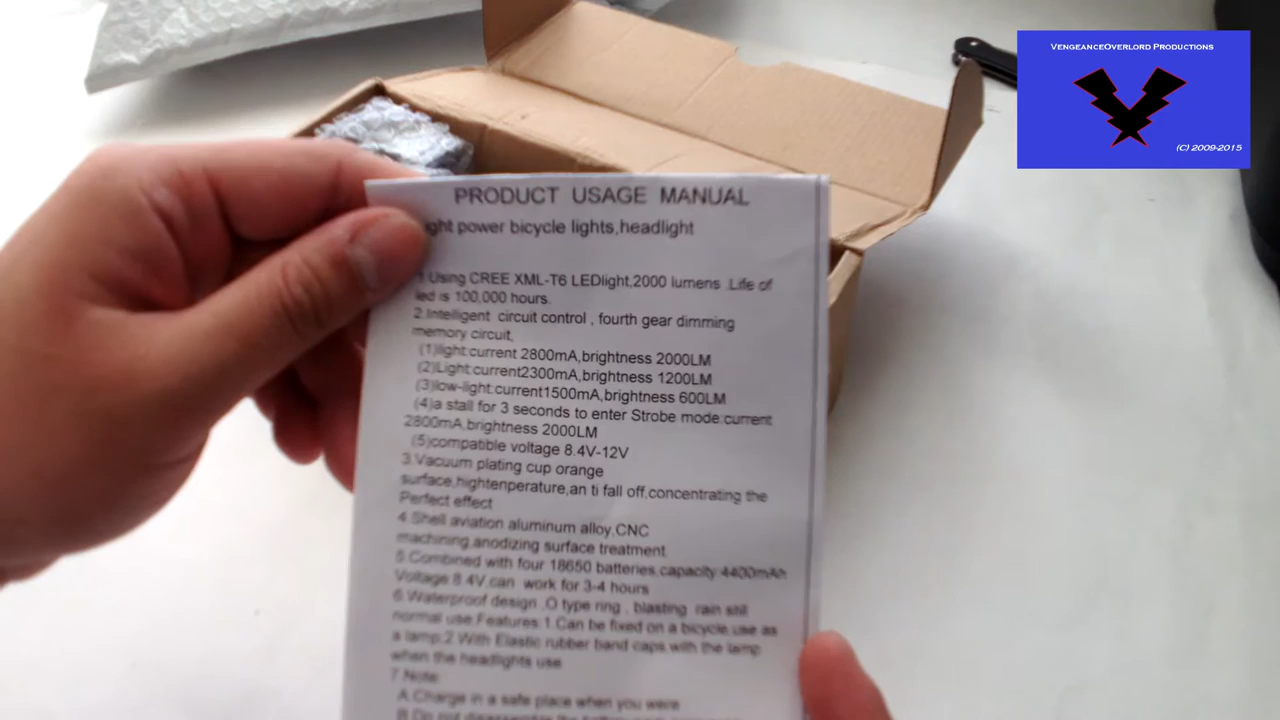 VengeanceOverlord Productions
(C) 2009-2015
PRODUCT USAGE MANUAL
ght power bicycle lights,headlight
1.Using CREE XML-T6 LEDlight,2000 lumens .Life of
led is 100,000 hours.
2.Intelligent circuit control , fourth gear dimming
memory circuit,
(1)light:current 2800mA,brightness 2000LM
(2)Light:current2300mA,brightness 1200LM
(3)low-light:current1500mA,brightness 600LM
(4)a stall for 3 seconds to enter Strobe mode:current
2800mA,brightness 2000LM
(5)compatible voltage 8.4V-12V
3.Vacuum plating cup orange
surface,hightenperature,an ti fall off,concentrating the
Perfect effect
4.Shell aviation aluminum alloy,CNC
machining,anodizing surface treatment.
5.Combined with four 18650 batteries,capacity:4400mAh
Voltage 8.4V,can work for 3-4 hours
6.Waterproof design ,O type ring , blasting rain still
normal use.Features:1.Can be fixed on a bicycle,use as
a lamp;2.With Elastic rubber band caps,with the lamp
when the headlights use
7.Note:
A.Charge in a safe place when you were
B.Do not disassemble the battery